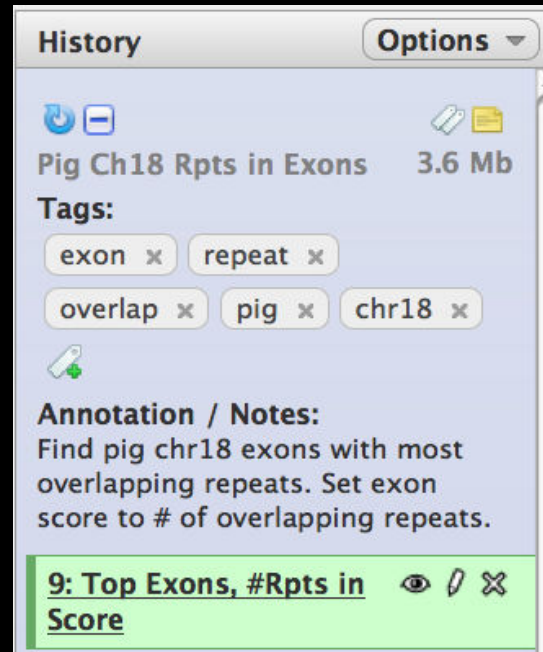 History Options
Pig Ch18 Rpts in Exons 3.6 Mb
Tags:
exon x repeat x
overlap x pig x chr18 x
Annotation / Notes:
Find pig chr18 exons with most
overlapping repeats. Set exon
score to # of overlapping repeats.
9: Top Exons, #Rpts in
Score